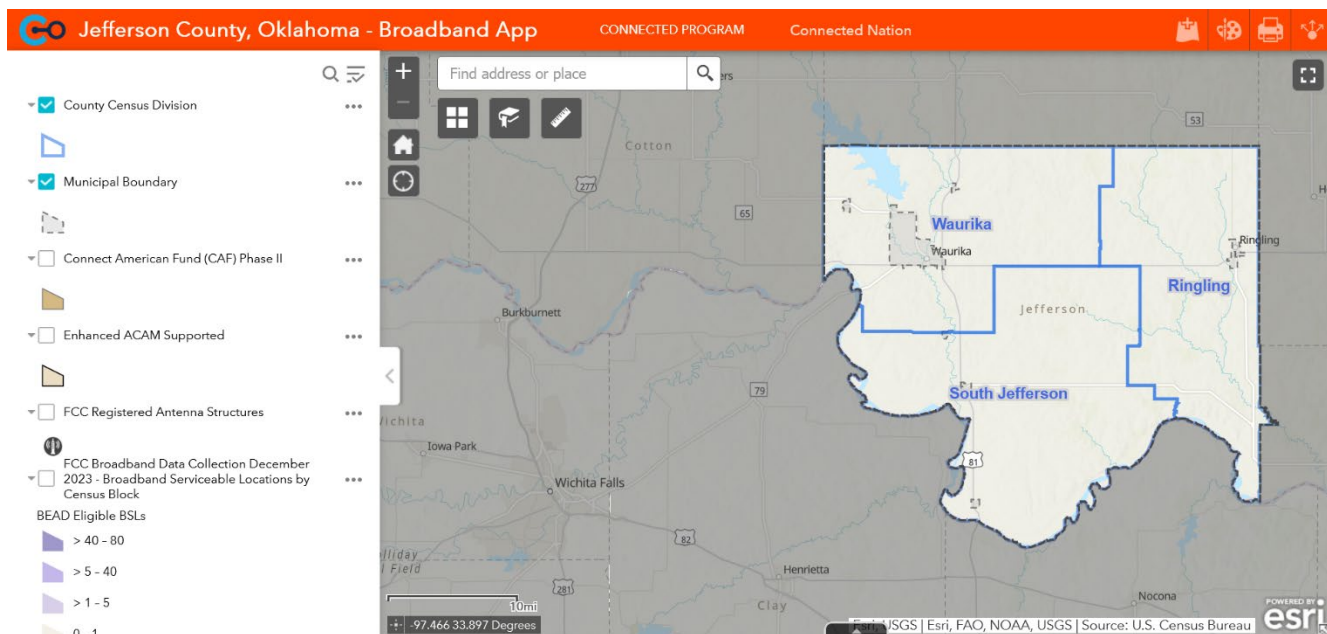 Jefferson County, Oklahoma - Broadband App
CONNECTED PROGRAM
Connected Nation
County Census Division
Municipal Boundary
Connect American Fund (CAF) Phase II
Enhanced ACAM Supported
FCC Registered Antenna Structures
FCC Broadband Data Collection December
2023 - Broadband Serviceable Locations by
Census Block
BEAD Eligible BSLs
> 40 - 80
> 5 - 40
> 1 - 5
0 - 1
Find address or place
Cotton
53
277
65
Waurika
Waurika
Ringling
Ringling
Jefferson
Burkburnett
79
South Jefferson
Iowa Park
81
Wichita Falls
82
Henrietta
281
Nocona
Clay
10mi
-97.466 33.897 Degrees
Esri, USGS | Esri, FAO, NOAA, USGS | Source: U.S. Census Bureau
POWERED BY
esri